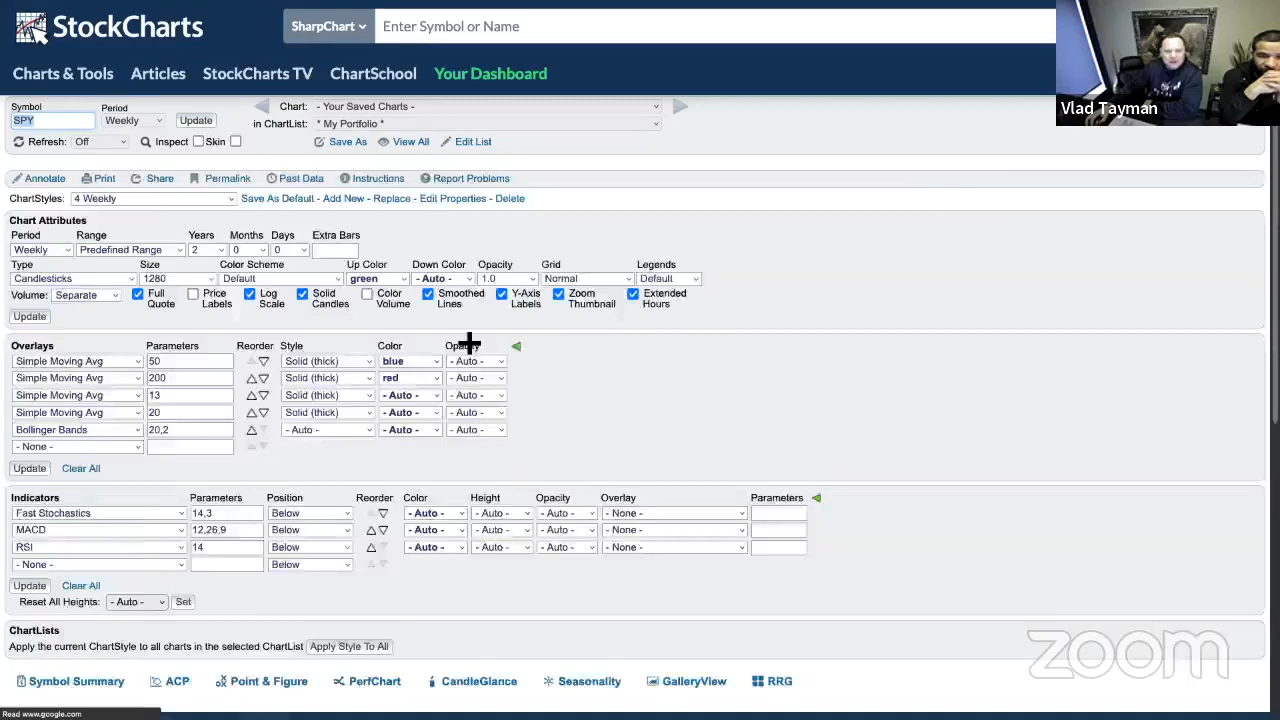 StockCharts
SharpChart
Enter Symbol or Name
Charts & Tools Articles StockCharts TV ChartSchool Your Dashboard
Vlad Tayman
Symbol Period Chart: - Your Saved Charts -
SPY Weekly Update in ChartList: * My Portfolio *
Refresh: Off Inspect Skin Save As View All Edit List
Annotate Print Share Permalink Past Data Instructions Report Problems
ChartStyles: 4 Weekly Save As Default - Add New - Replace - Edit Properties - Delete
Chart Attributes
Period Range Years Months Days Extra Bars
Weekly Predefined Range 2 0 0
Type Size Color Scheme Up Color Down Color Opacity Grid Legends
Candlesticks 1280 Default green - Auto - 1.0 Normal Default
Volume: Separate Full Quote Price Labels Log Scale Solid Candles Color Volume Smoothed Lines Y-Axis Labels Zoom Thumbnail Extended Hours
Update
Overlays Parameters Reorder Style Color Opacity
Simple Moving Avg 50 Solid (thick) blue - Auto -
Simple Moving Avg 200 Solid (thick) red - Auto -
Simple Moving Avg 13 Solid (thick) - Auto - - Auto -
Simple Moving Avg 20 Solid (thick) - Auto - - Auto -
Bollinger Bands 20,2 - Auto - - Auto - - Auto -
- None -
Update Clear All
Indicators Parameters Position Reorder Color Height Opacity Overlay Parameters
Fast Stochastics 14,3 Below - Auto - - Auto - - Auto - - None -
MACD 12,26,9 Below - Auto - - Auto - - Auto - - None -
RSI 14 Below - Auto - - Auto - - Auto - - None -
- None - Below
Update Clear All
Reset All Heights: - Auto - Set
ChartLists
Apply the current ChartStyle to all charts in the selected ChartList Apply Style To All
zoom
Symbol Summary ACP Point & Figure PerfChart CandleGlance Seasonality GalleryView RRG
Read www.google.com